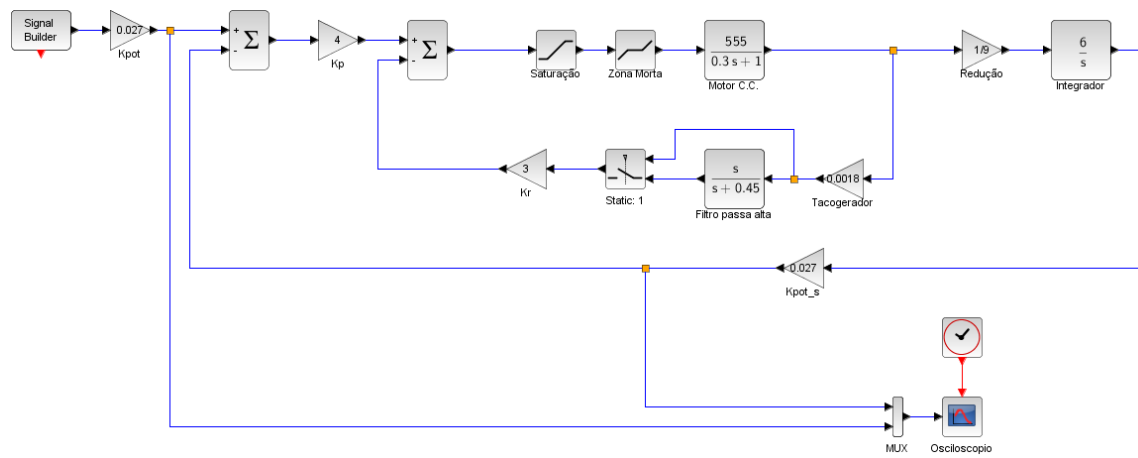 Signal
Builder
0.027
Kpot
+
-
Σ
4
Kp
+
-
Σ
Saturação
Zona Morta
555
0.3 s + 1
Motor C.C.
1/9
Redução
6
s
Integrador
3
Kr
Static: 1
s
s + 0.45
Filtro passa alta
0.0018
Tacogerador
0.027
Kpot_s
MUX
Osciloscopio